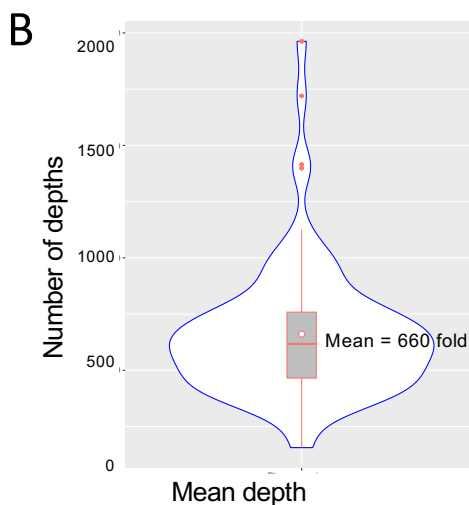 B
Number of depths
2000
1500
1000
500
0
Mean = 660 fold
Mean depth